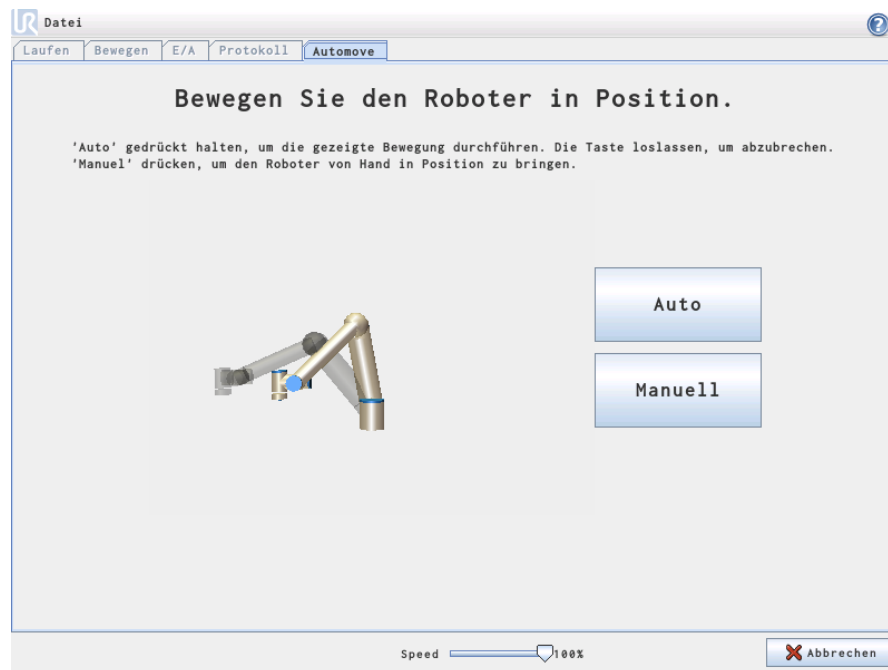 UR Datei
?
Laufen Bewegen E/A Protokoll Automove
Bewegen Sie den Roboter in Position.
'Auto' gedrückt halten, um die gezeigte Bewegung durchführen. Die Taste loslassen, um abzubrechen.
'Manuel' drücken, um den Roboter von Hand in Position zu bringen.
Auto
Manuell
Speed 100%
Abbrechen